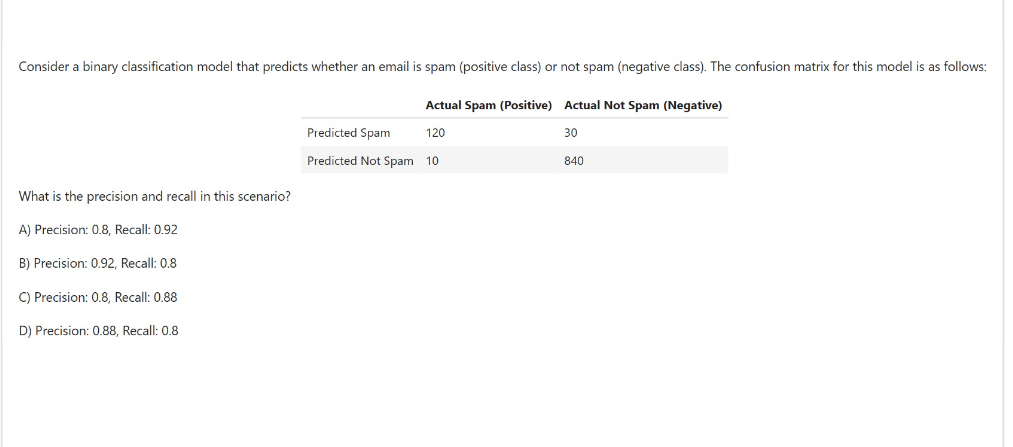 Consider a binary classification model that predicts whether an email is spam (positive class) or not spam (negative class). The confusion matrix for this model is as follows:
Actual Spam (Positive) Actual Not Spam (Negative)
Predicted Spam 120 30
Predicted Not Spam 10 840
What is the precision and recall in this scenario?
A) Precision: 0.8, Recall: 0.92
B) Precision: 0.92, Recall: 0.8
C) Precision: 0.8, Recall: 0.88
D) Precision: 0.88, Recall: 0.8